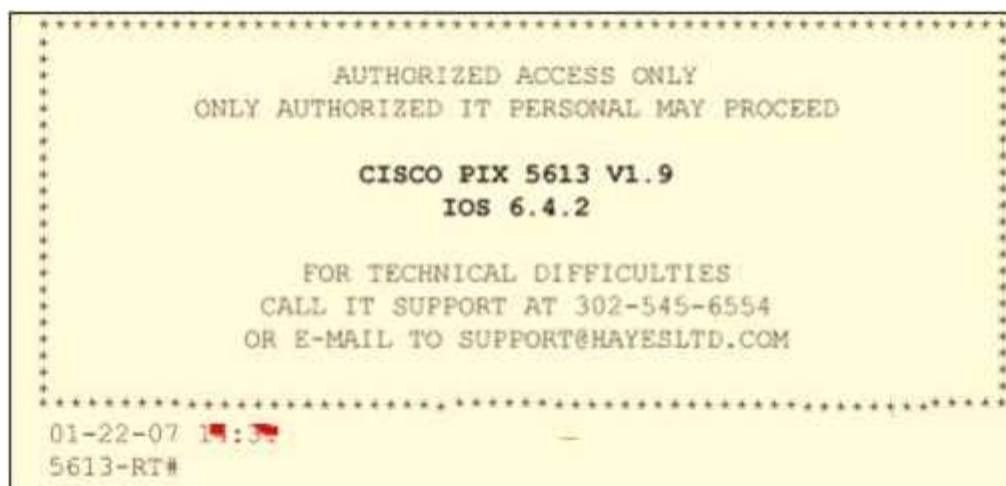 AUTHORIZED ACCESS ONLY
ONLY AUTHORIZED IT PERSONAL MAY PROCEED
CISCO PIX 5613 V1.9
IOS 6.4.2
FOR TECHNICAL DIFFICULTIES
CALL IT SUPPORT AT 302-545-6554
OR E-MAIL TO SUPPORT@HAYESLTD.COM
01-22-07
5613-RT#